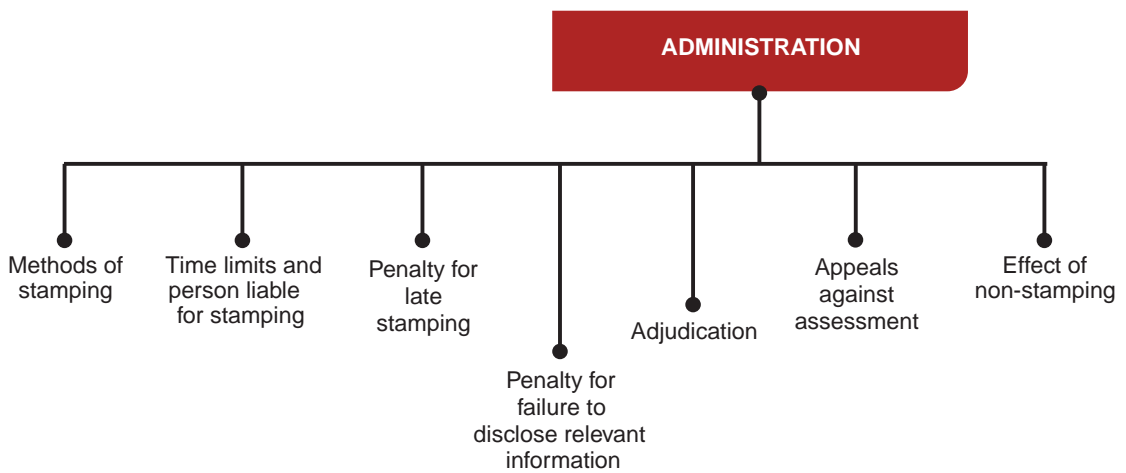 ADMINISTRATION
Methods of
stamping
Time limits and
person liable
for stamping
Penalty for
late
stamping
Penalty for
failure to
disclose relevant
information
Adjudication
Appeals
against
assessment
Effect of
non-stamping